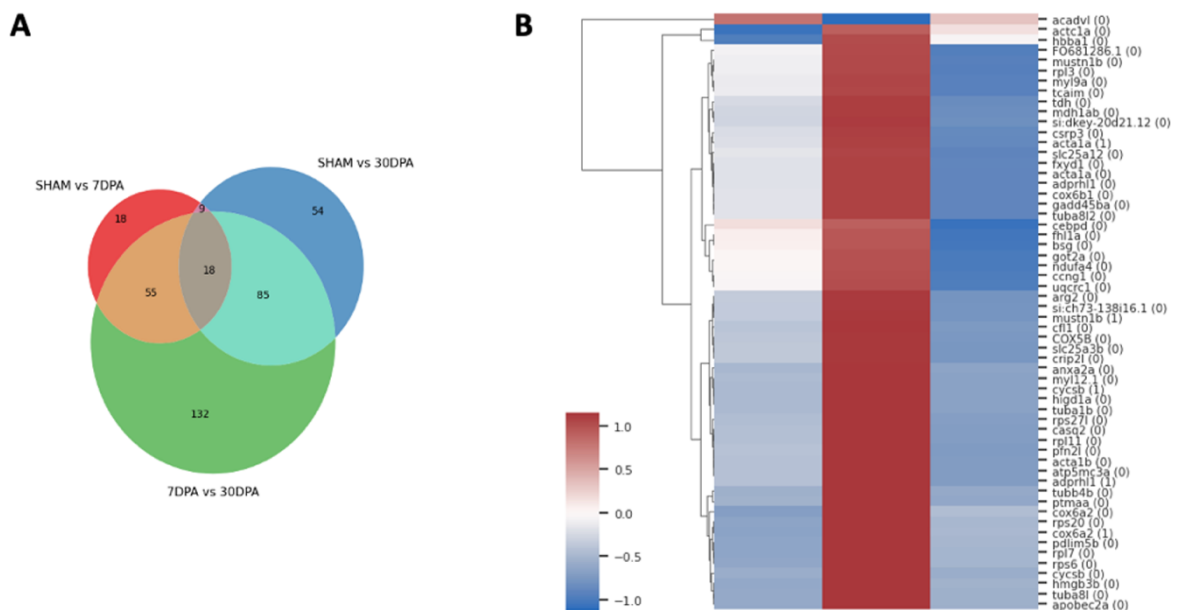 A
B
SHAM vs 30DPA
SHAM vs 7DPA
18
9
54
18
55
85
132
7DPA vs 30DPA
1.0
0.5
0.0
−0.5
−1.0
acadvl (0)
actc1a (0)
hbba1 (0)
FO681286.1 (0)
mustn1b (0)
rpl3 (0)
myl9a (0)
tcaim (0)
tdh (0)
mdh1ab (0)
si:dkey-20d21.12 (0)
csrp3 (0)
acta1a (1)
slc25a12 (0)
fxyd1 (0)
acta1a (0)
adprhl1 (0)
cox6b1 (0)
gadd45ba (0)
tuba8l2 (0)
cebpd (0)
fhl1a (0)
bsg (0)
got2a (0)
ndufa4 (0)
ccng1 (0)
uqcrc1 (0)
arg2 (0)
si:ch73-138i16.1 (0)
mustn1b (1)
cfl1 (0)
COX5B (0)
slc25a3b (0)
crip2l (0)
anxa2a (0)
myl12.1 (0)
cycsb (1)
higd1a (0)
tuba1b (0)
rps27l (0)
casq2 (0)
rpl11 (0)
pfn2l (0)
acta1b (0)
atp5mc3a (0)
adprhl1 (1)
tubb4b (0)
ptmaa (0)
cox6a2 (0)
rps20 (0)
cox6a2 (1)
pdlim5b (0)
rpl7 (0)
rps6 (0)
cycsb (0)
hmgb3b (0)
tuba8l (0)
apobec2a (0)